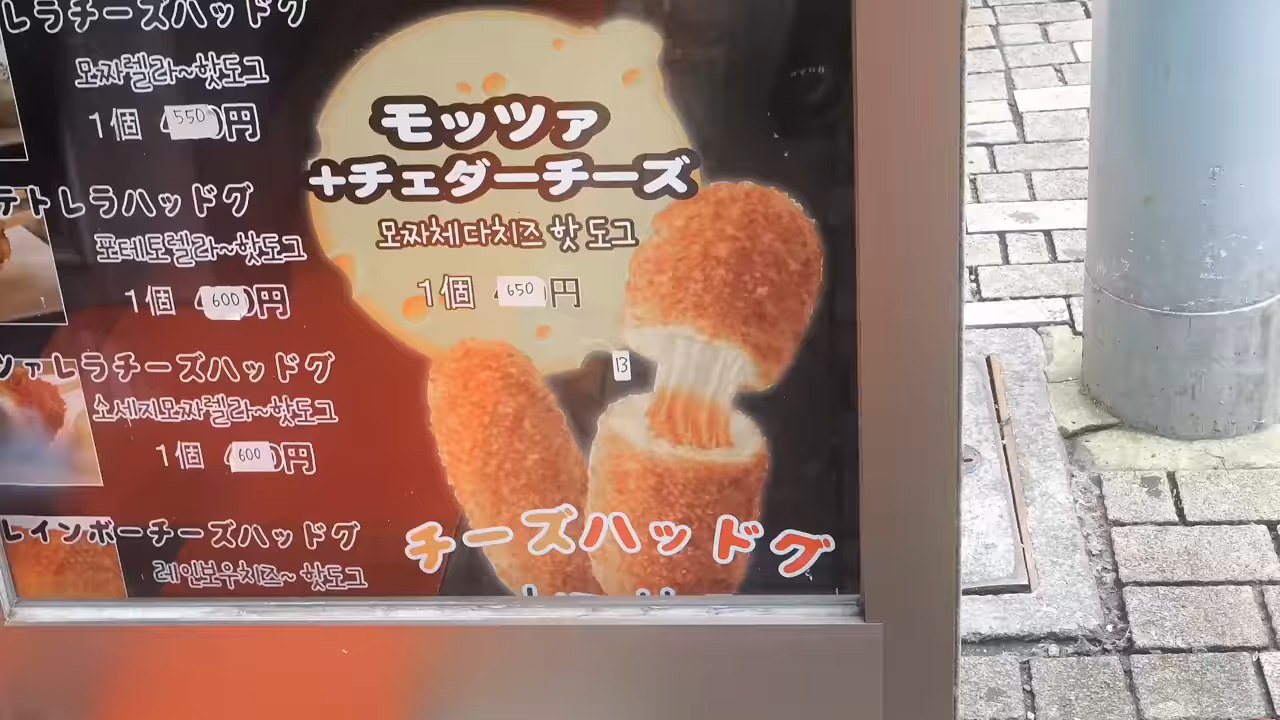 レラチーズハッドグ
모짜렐라~핫도그
1個 550円
テトレラハッドグ
포테토렐라~핫도그
1個 600円
ツァレラチーズハッドグ
소세지모짜렐라~핫도그
1個 600円
レインボーチーズハッドグ
레인보우치즈~핫도그
モッツァ
+チェダーチーズ
모짜체다치즈 핫도그
1個 650円
13
チーズハッドグ